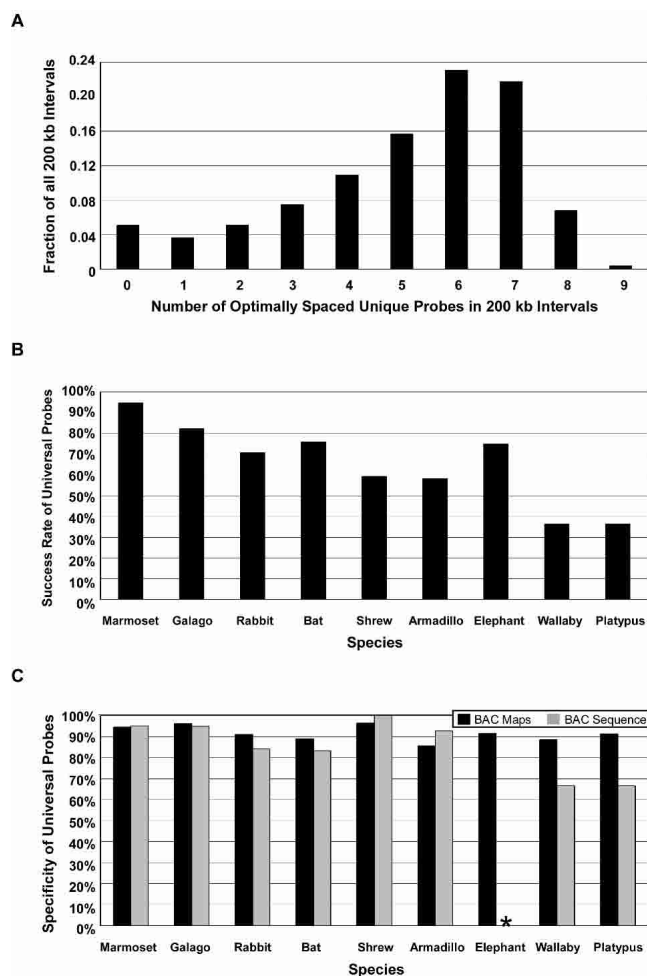 A
Fraction of all 200 kb Intervals
0.24
0.20
0.16
0.12
0.08
0.04
0
0 1 2 3 4 5 6 7 8 9
Number of Optimally Spaced Unique Probes in 200 kb Intervals
B
Success Rate of Universal Probes
100%
90%
80%
70%
60%
50%
40%
30%
20%
10%
0%
Marmoset Galago Rabbit Bat Shrew Armadillo Elephant Wallaby Platypus
Species
C
BAC Maps BAC Sequence
Specificity of Universal Probes
100%
90%
80%
70%
60%
50%
40%
30%
20%
10%
0%
*
Marmoset Galago Rabbit Bat Shrew Armadillo Elephant Wallaby Platypus
Species